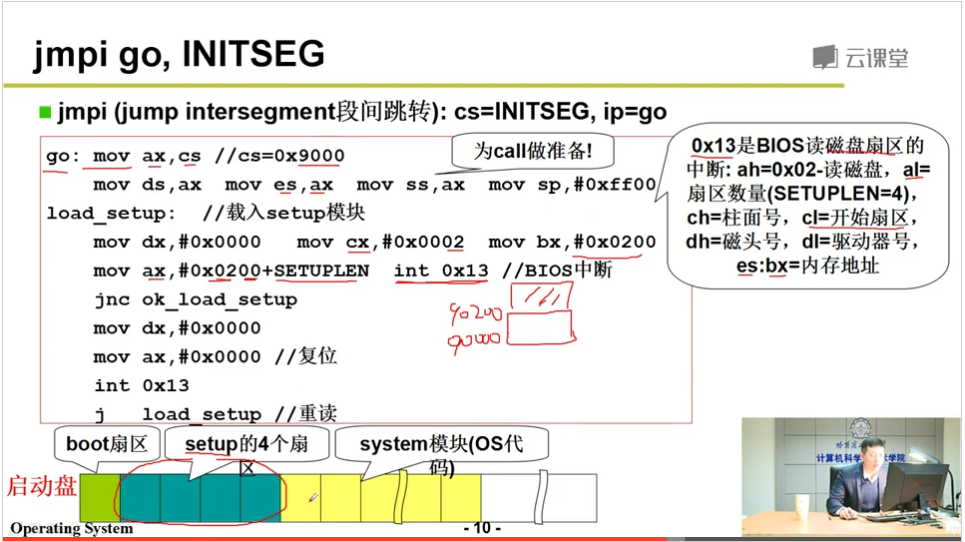 jmpi go, INITSEG
云课堂
jmpi (jump intersegment段间跳转): cs=INITSEG, ip=go
go: mov ax,cs //cs=0x9000
为call做准备!
mov ds,ax mov es,ax mov ss,ax mov sp,#0xff00
load_setup: //载入setup模块
mov dx,#0x0000 mov cx,#0x0002 mov bx,#0x0200
mov ax,#0x0200+SETUPLEN int 0x13 //BIOS中断
jnc ok_load_setup
mov dx,#0x0000
mov ax,#0x0000 //复位
int 0x13
j load_setup //重读
90200
90000
0x13是BIOS读磁盘扇区的
中断: ah=0x02-读磁盘，al=
扇区数量(SETUPLEN=4)，
ch=柱面号，cl=开始扇区，
dh=磁头号，dl=驱动器号，
es:bx=内存地址
boot扇区
setup的4个扇
区
system模块(OS代
码)
启动盘
Operating System
- 10 -